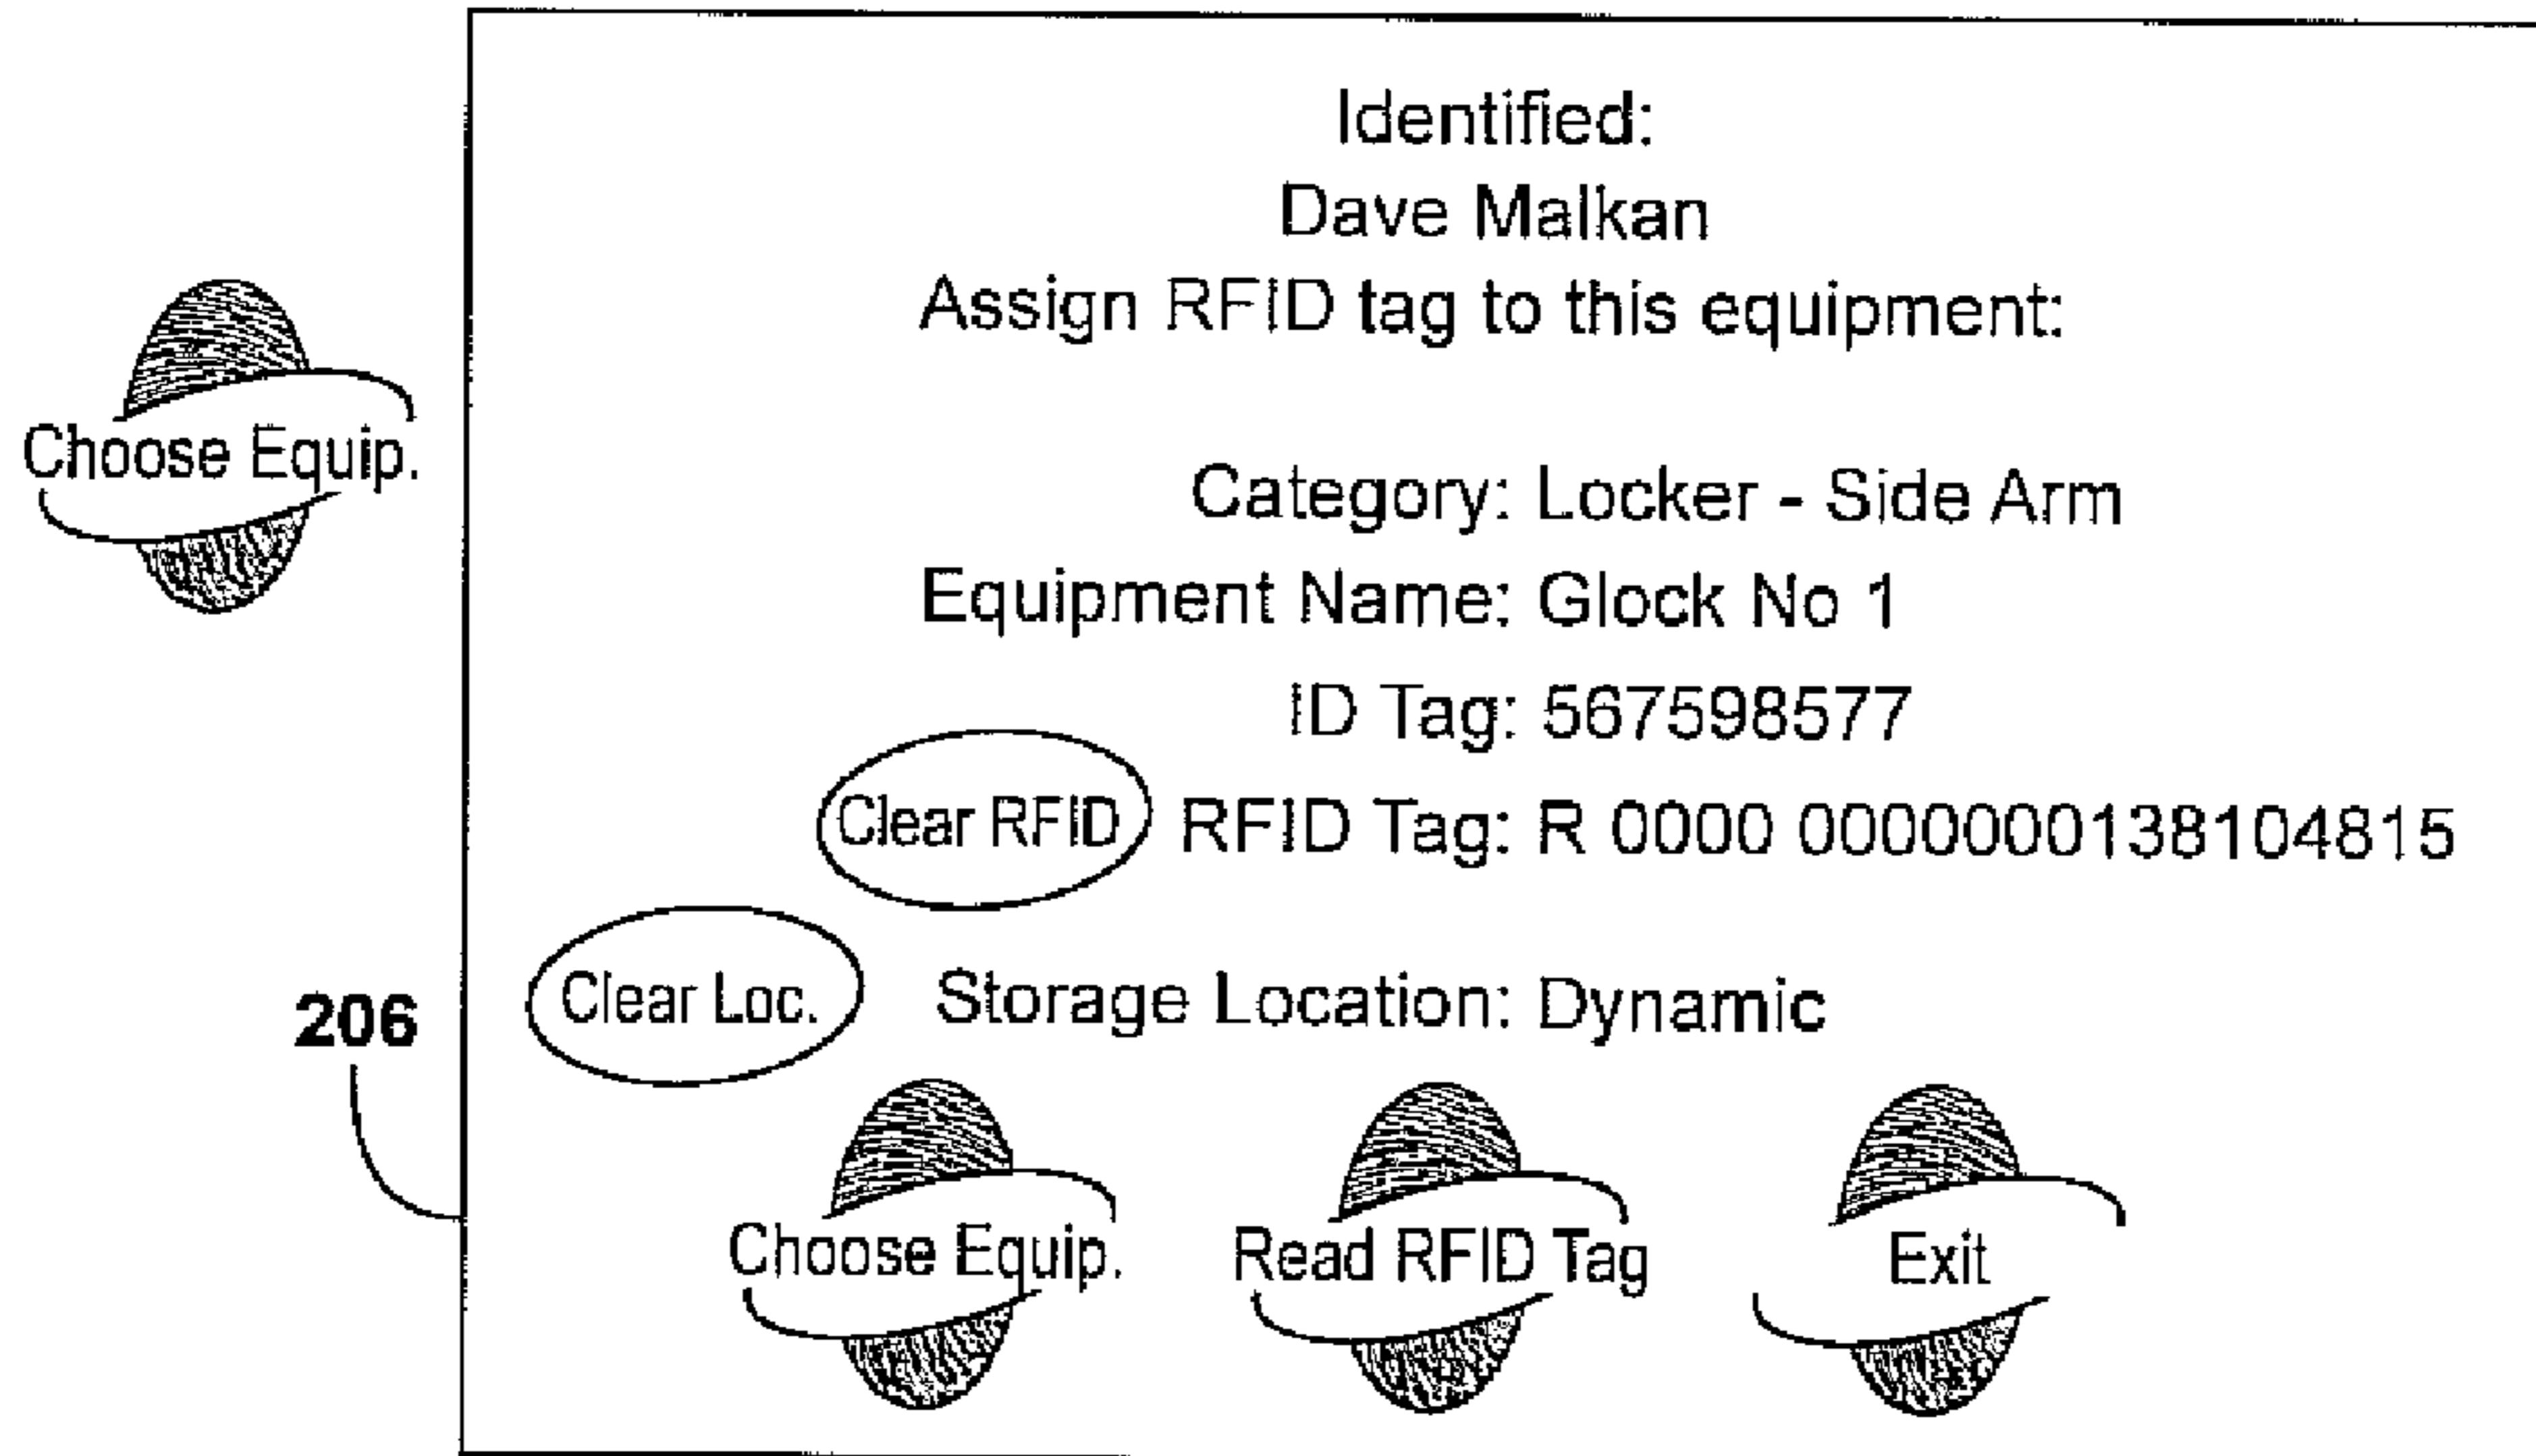 Identified:
Dave Malkan
Assign RFID tag to this equipment:
Choose Equip.
Category: Locker - Side Arm
Equipment Name: Glock No 1
ID Tag: 567598577
Clear RFID RFID Tag: R 0000 0000000138104815
Clear Loc. Storage Location: Dynamic
206
Choose Equip. Read RFID Tag Exit